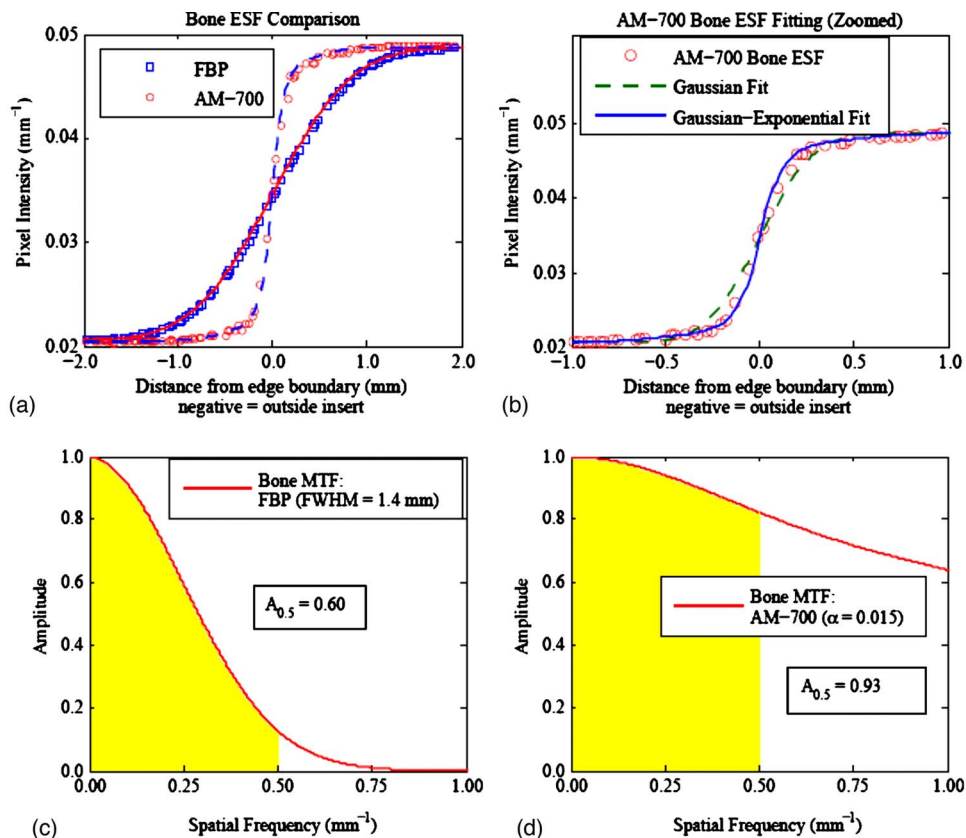 Bone ESF Comparison
0.05
0.04
0.03
0.02
Pixel Intensity (mm⁻¹)
FBP
AM−700
−2.0
−1.0
0.0
1.0
2.0
Distance from edge boundary (mm)
negative = outside insert
(a)
AM−700 Bone ESF Fitting (Zoomed)
AM−700 Bone ESF
Gaussian Fit
Gaussian−Exponential Fit
0.05
0.04
0.03
0.02
Pixel Intensity (mm⁻¹)
−1.0
−0.5
0.0
0.5
1.0
Distance from edge boundary (mm)
negative = outside insert
(b)
1.0
0.8
0.6
0.4
0.2
0.0
Amplitude
Bone MTF:
FBP (FWHM = 1.4 mm)
A0.5 = 0.60
0.00
0.25
0.50
0.75
1.00
Spatial Frequency (mm⁻¹)
(c)
1.0
0.8
0.6
0.4
0.2
0.0
Amplitude
Bone MTF:
AM−700 (α = 0.015)
A0.5 = 0.93
0.00
0.25
0.50
0.75
1.00
Spatial Frequency (mm⁻¹)
(d)